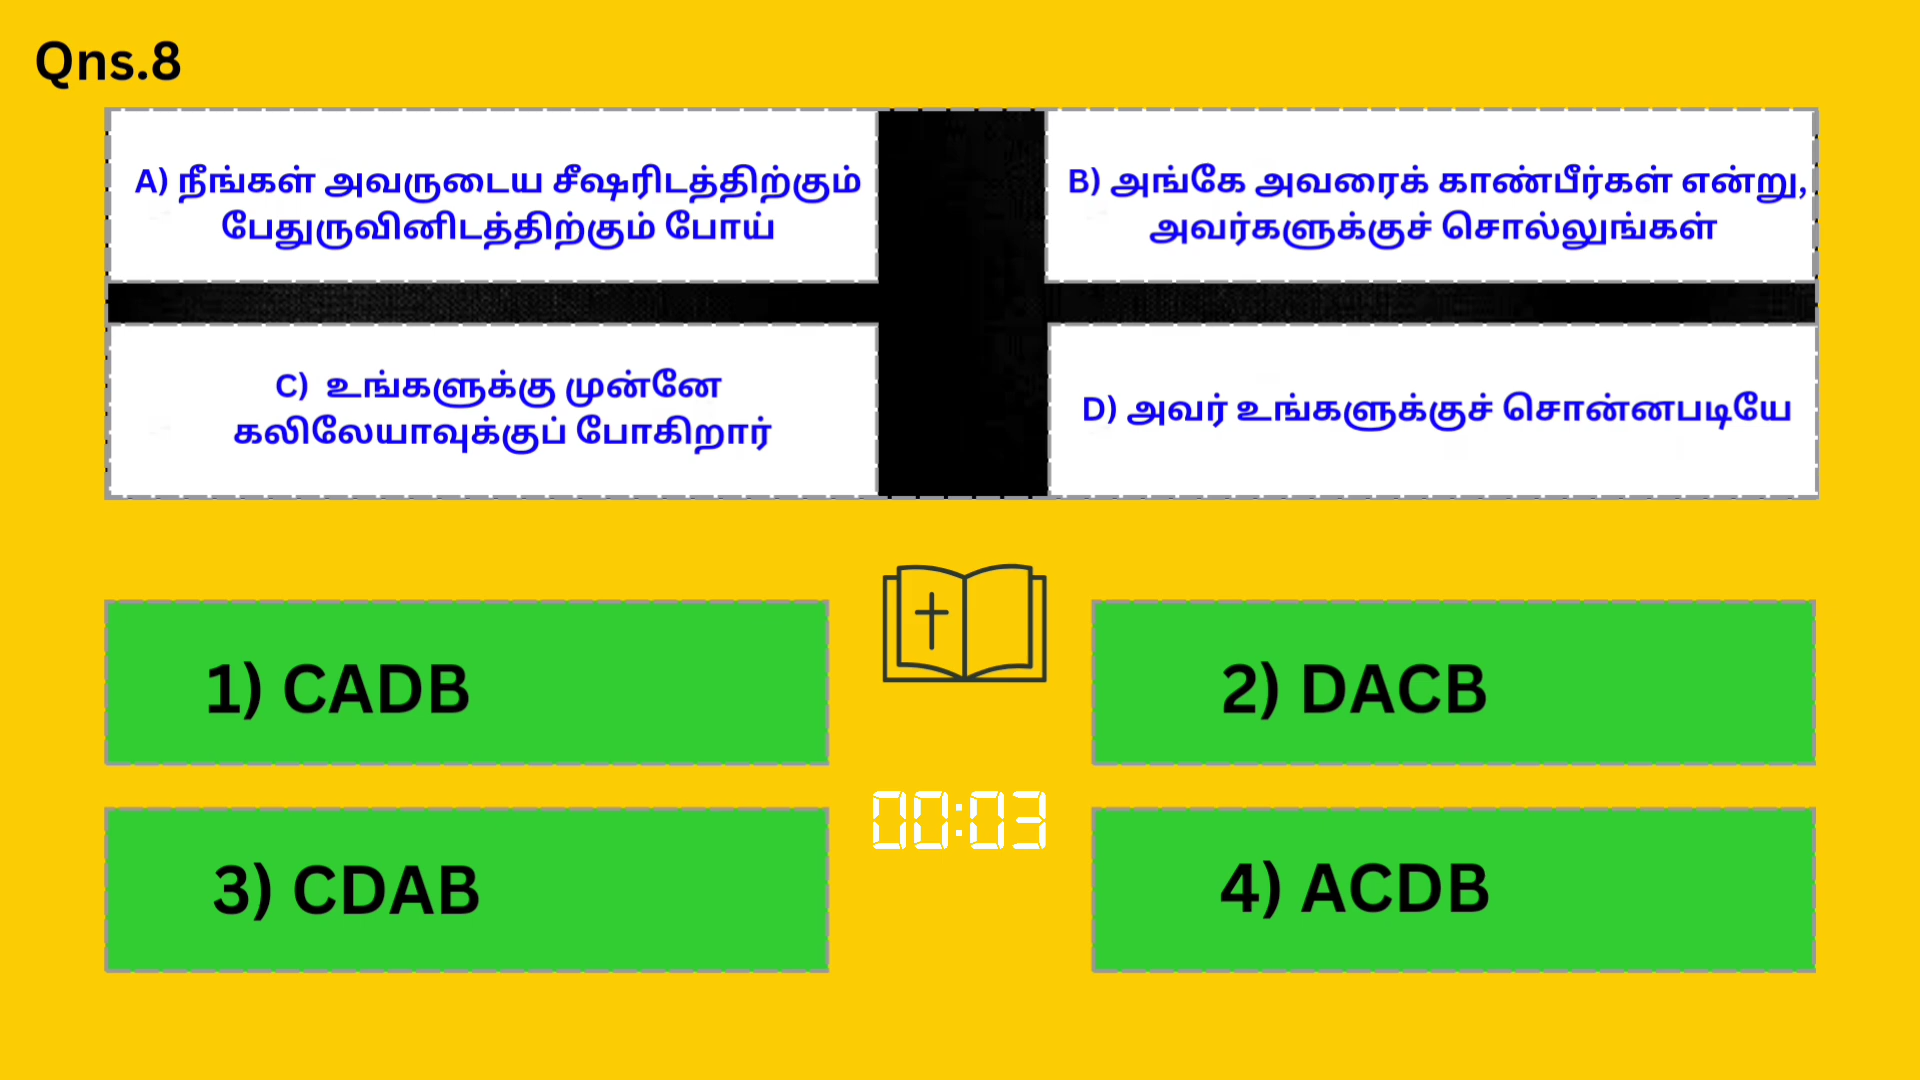 Qns.8
A) நீங்கள் அவருடைய சீஷரிடத்திற்கும்
பேதுருவினிடத்திற்கும் போய்
B) அங்கே அவரைக் காண்பீர்கள் என்று,
அவர்களுக்குச் சொல்லுங்கள்
C) உங்களுக்கு முன்னே
கலிலேயாவுக்குப் போகிறார்
D) அவர் உங்களுக்குச் சொன்னபடியே
1) CADB
2) DACB
00:03
3) CDAB
4) ACDB